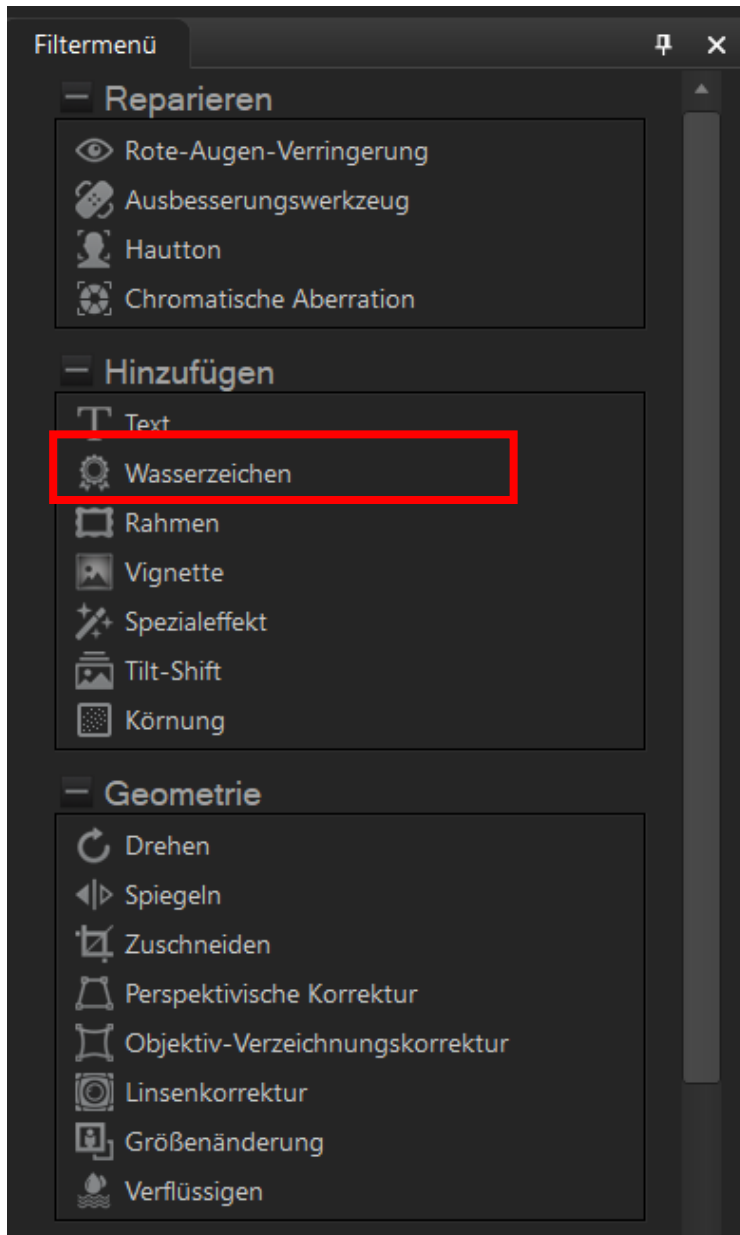 Filtermenü
Reparieren
Rote-Augen-Verringerung
Ausbesserungswerkzeug
Hautton
Chromatische Aberration
Hinzufügen
Text
Wasserzeichen
Rahmen
Vignette
Spezialeffekt
Tilt-Shift
Körnung
Geometrie
Drehen
Spiegeln
Zuschneiden
Perspektivische Korrektur
Objektiv-Verzeichnungskorrektur
Linsenkorrektur
Größenänderung
Verflüssigen